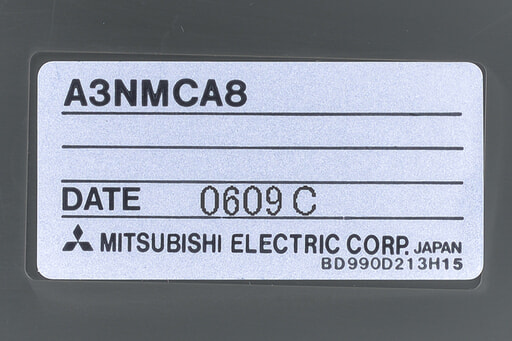 A3NMCA8
DATE 0609 C
MITSUBISHI ELECTRIC CORP. JAPAN
BD990D213H15